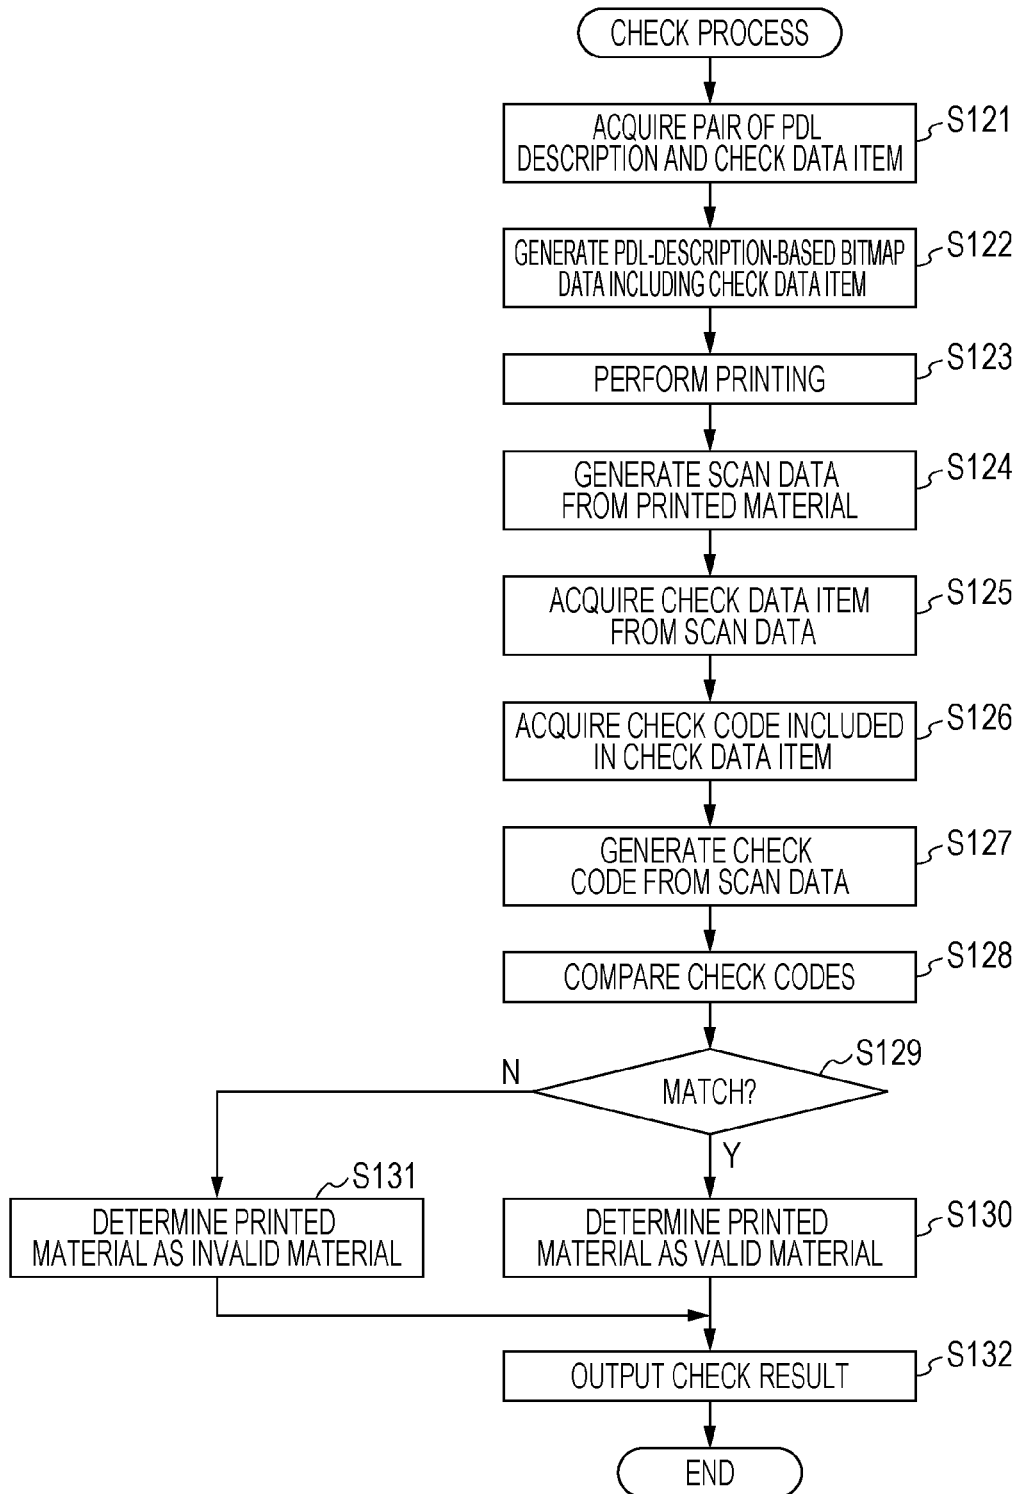 CHECK PROCESS
ACQUIRE PAIR OF PDL
DESCRIPTION AND CHECK DATA ITEM
S121
GENERATE PDL-DESCRIPTION-BASED BITMAP
DATA INCLUDING CHECK DATA ITEM
S122
PERFORM PRINTING
S123
GENERATE SCAN DATA
FROM PRINTED MATERIAL
S124
ACQUIRE CHECK DATA ITEM
FROM SCAN DATA
S125
ACQUIRE CHECK CODE INCLUDED
IN CHECK DATA ITEM
S126
GENERATE CHECK
CODE FROM SCAN DATA
S127
COMPARE CHECK CODES
S128
MATCH?
S129
N
Y
DETERMINE PRINTED
MATERIAL AS INVALID MATERIAL
S131
DETERMINE PRINTED
MATERIAL AS VALID MATERIAL
S130
OUTPUT CHECK RESULT
S132
END